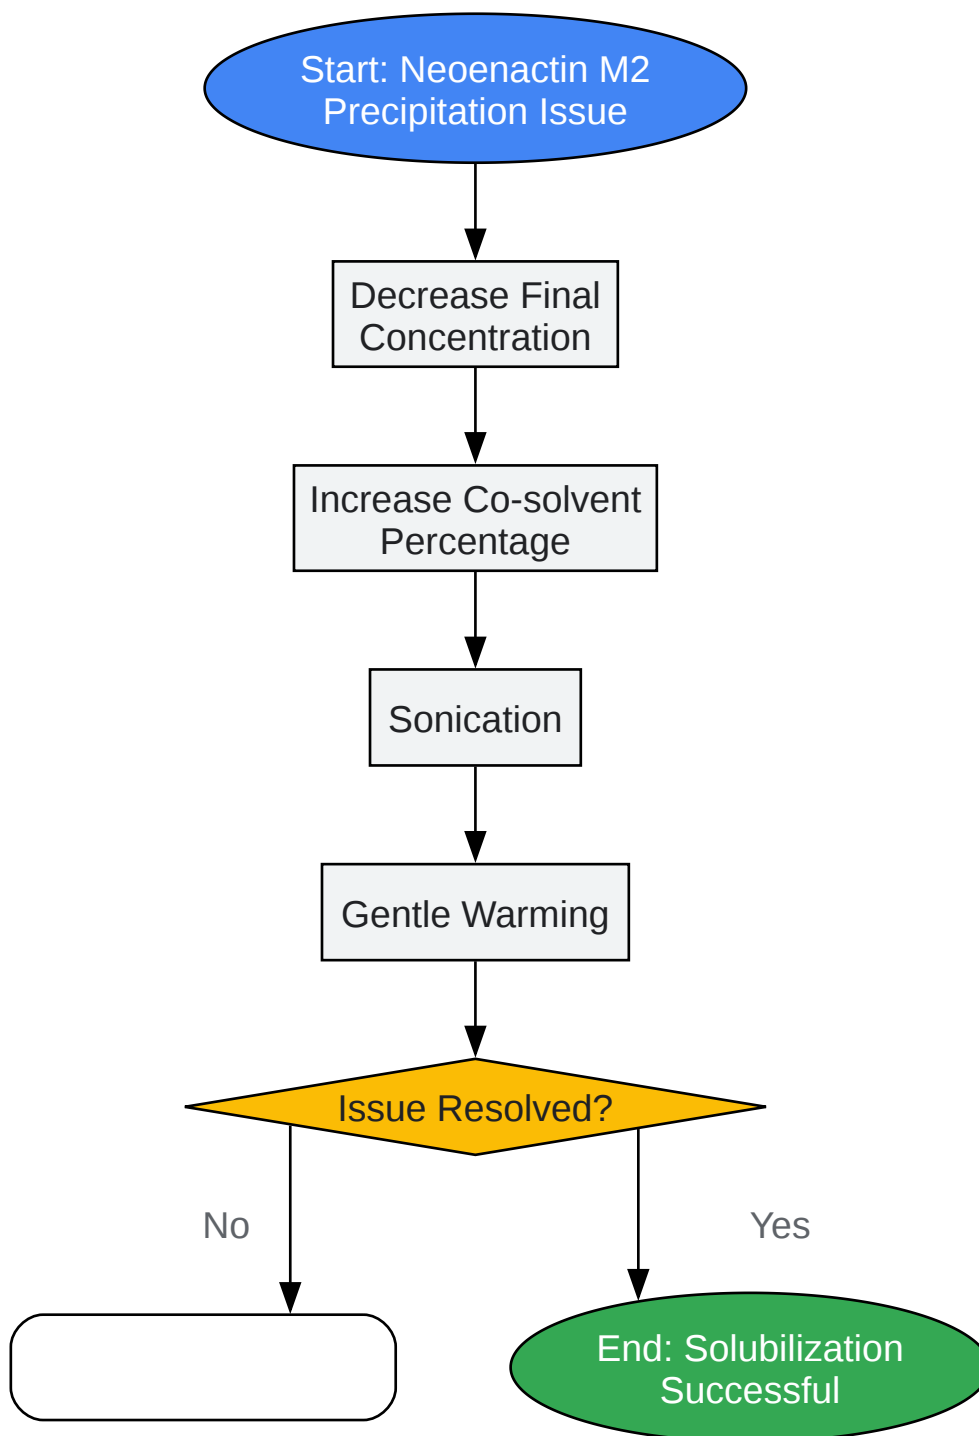 Start: Neoenactin M2
Precipitation Issue
Decrease Final
Concentration
Increase Co-solvent
Percentage
Sonication
Gentle Warming
Issue Resolved?
No
Yes
End: Solubilization
Successful